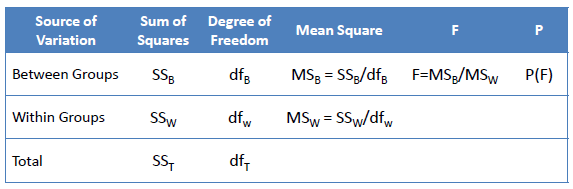 Source of Variation Sum of Squares Degree of Freedom Mean Square F P
Between Groups SS_B df_B MS_B = SS_B/df_B F=MS_B/MS_W P(F)
Within Groups SS_W df_w MS_W = SS_W/df_w
Total SS_T df_T